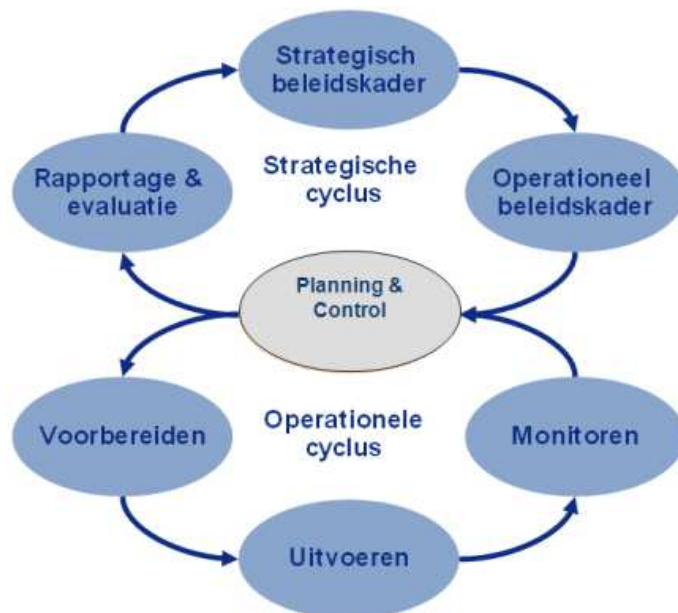 Strategisch
beleidskader
Strategische
cyclus
Rapportage &
evaluatie
Operationeel
beleidskader
Planning &
Control
Voorbereiden
Operationele
cyclus
Monitoren
Uitvoeren